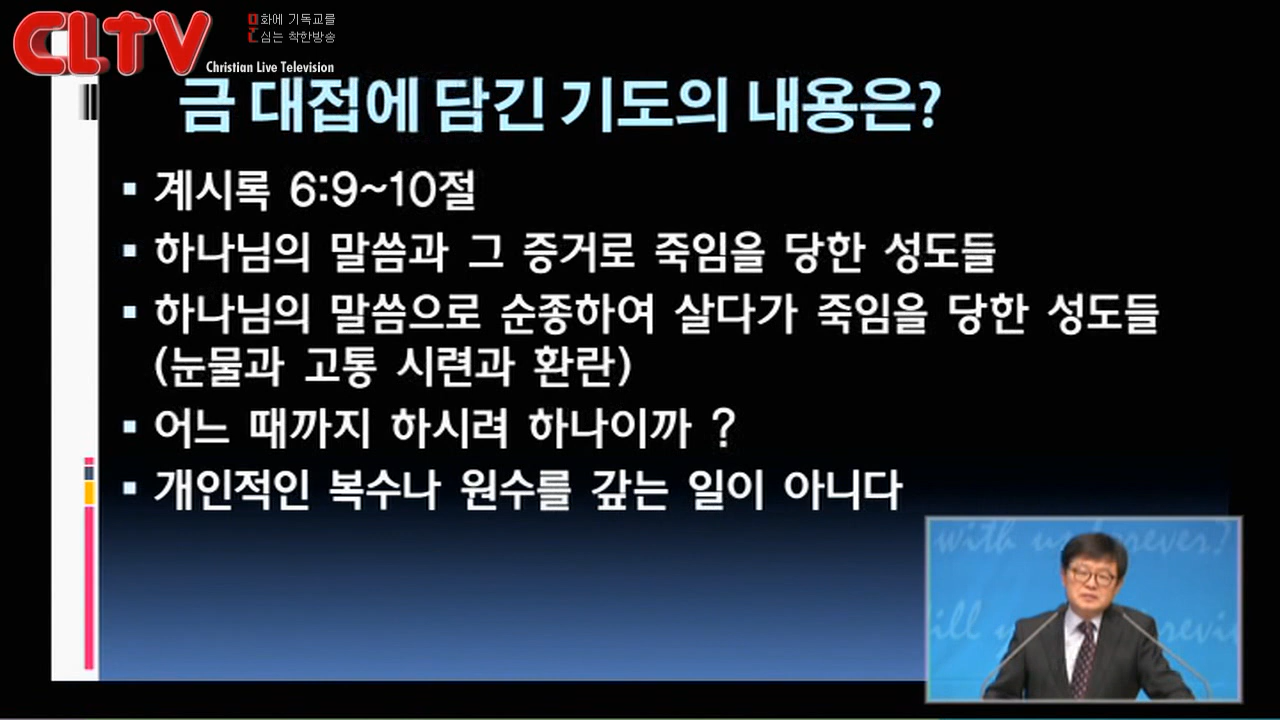 CLTV
문화에 기독교를
심는 착한방송
Christian Live Television
금 대접에 담긴 기도의 내용은?
계시록 6:9~10절
하나님의 말씀과 그 증거로 죽임을 당한 성도들
하나님의 말씀으로 순종하여 살다가 죽임을 당한 성도들
(눈물과 고통 시련과 환란)
어느 때까지 하시려 하나이까 ?
개인적인 복수나 원수를 갚는 일이 아니다
with us forever?
ill y